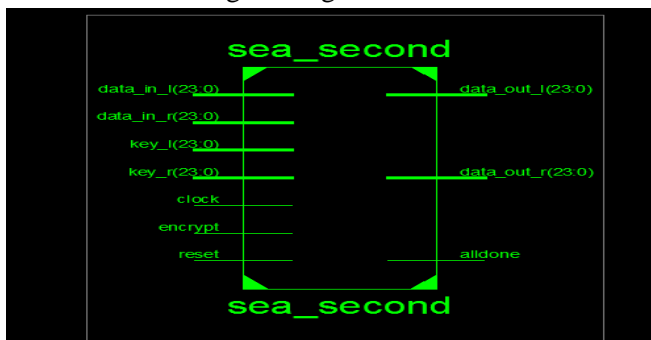 sea_second
data_in_l(23:0)
data_out_l(23:0)
data_in_r(23:0)
key_l(23:0)
key_r(23:0)
data_out_r(23:0)
clock
encrypt
reset
alldone
sea_second